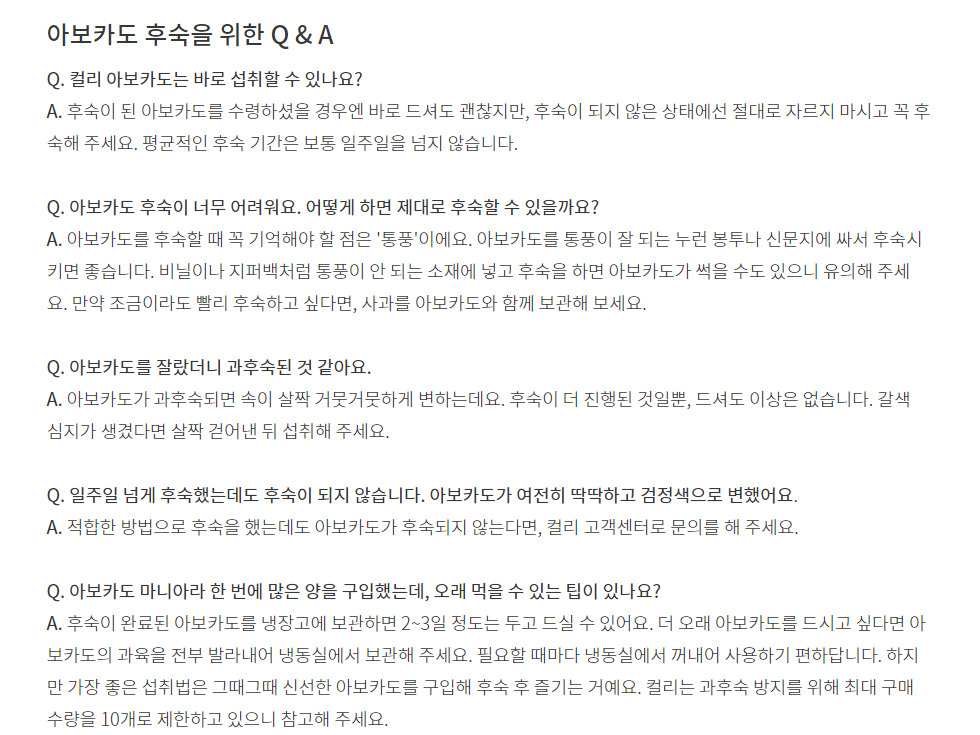 아보카도 후숙을 위한 Q & A
Q. 컬리 아보카도는 바로 섭취할 수 있나요?
A. 후숙이 된 아보카도를 수령하셨을 경우엔 바로 드셔도 괜찮지만, 후숙이 되지 않은 상태에선 절대로 자르지 마시고 꼭 후
숙해 주세요. 평균적인 후숙 기간은 보통 일주일을 넘지 않습니다.
Q. 아보카도 후숙이 너무 어려워요. 어떻게 하면 제대로 후숙할 수 있을까요?
A. 아보카도를 후숙할 때 꼭 기억해야 할 점은 '통풍'이에요. 아보카도를 통풍이 잘 되는 누런 봉투나 신문지에 싸서 후숙시
키면 좋습니다. 비닐이나 지퍼백처럼 통풍이 안 되는 소재에 넣고 후숙을 하면 아보카도가 썩을 수도 있으니 유의해 주세
요. 만약 조금이라도 빨리 후숙하고 싶다면, 사과를 아보카도와 함께 보관해 보세요.
Q. 아보카도를 잘랐더니 과후숙된 것 같아요.
A. 아보카도가 과후숙되면 속이 살짝 거뭇거뭇하게 변하는데요. 후숙이 더 진행된 것일뿐, 드셔도 이상은 없습니다. 갈색
심지가 생겼다면 살짝 걷어낸 뒤 섭취해 주세요.
Q. 일주일 넘게 후숙했는데도 후숙이 되지 않습니다. 아보카도가 여전히 딱딱하고 검정색으로 변했어요.
A. 적합한 방법으로 후숙을 했는데도 아보카도가 후숙되지 않는다면, 컬리 고객센터로 문의를 해 주세요.
Q. 아보카도 마니아라 한 번에 많은 양을 구입했는데, 오래 먹을 수 있는 팁이 있나요?
A. 후숙이 완료된 아보카도를 냉장고에 보관하면 2~3일 정도는 두고 드실 수 있어요. 더 오래 아보카도를 드시고 싶다면 아
보카도의 과육을 전부 발라내어 냉동실에서 보관해 주세요. 필요할 때마다 냉동실에서 꺼내어 사용하기 편하답니다. 하지
만 가장 좋은 섭취법은 그때그때 신선한 아보카도를 구입해 후숙 후 즐기는 거예요. 컬리는 과후숙 방지를 위해 최대 구매
수량을 10개로 제한하고 있으니 참고해 주세요.